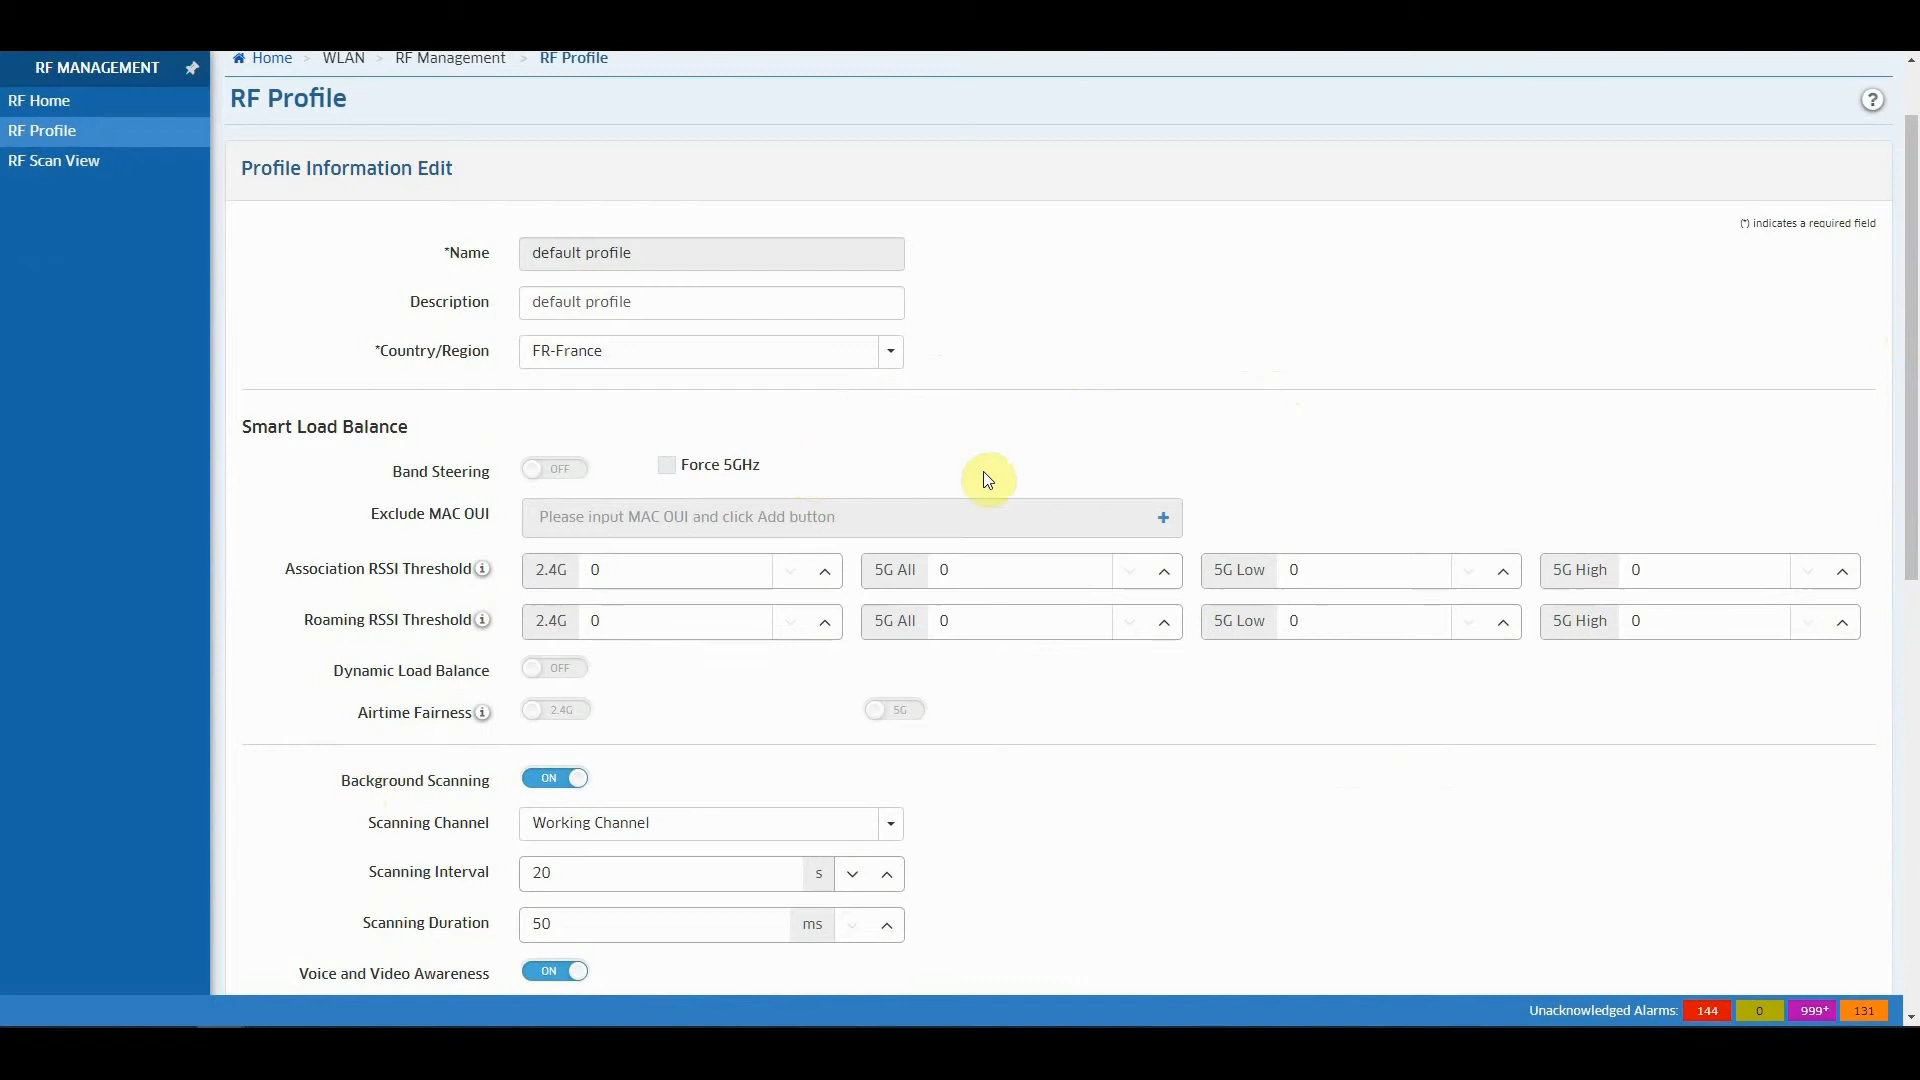 RF MANAGEMENT
Home > WLAN > RF Management > RF Profile
RF Home
RF Profile
RF Scan View
RF Profile
?
Profile Information Edit
(*) indicates a required field
*Name default profile
Description default profile
*Country/Region FR-France
Smart Load Balance
Band Steering OFF Force 5GHz
Exclude MAC OUI Please input MAC OUI and click Add button +
Association RSSI Threshold i 2.4G 0 5G All 0 5G Low 0 5G High 0
Roaming RSSI Threshold i 2.4G 0 5G All 0 5G Low 0 5G High 0
Dynamic Load Balance OFF
Airtime Fairness i 2.4G 5G
Background Scanning ON
Scanning Channel Working Channel
Scanning Interval 20 s
Scanning Duration 50 ms
Voice and Video Awareness ON
Unacknowledged Alarms: 144 0 999+ 131